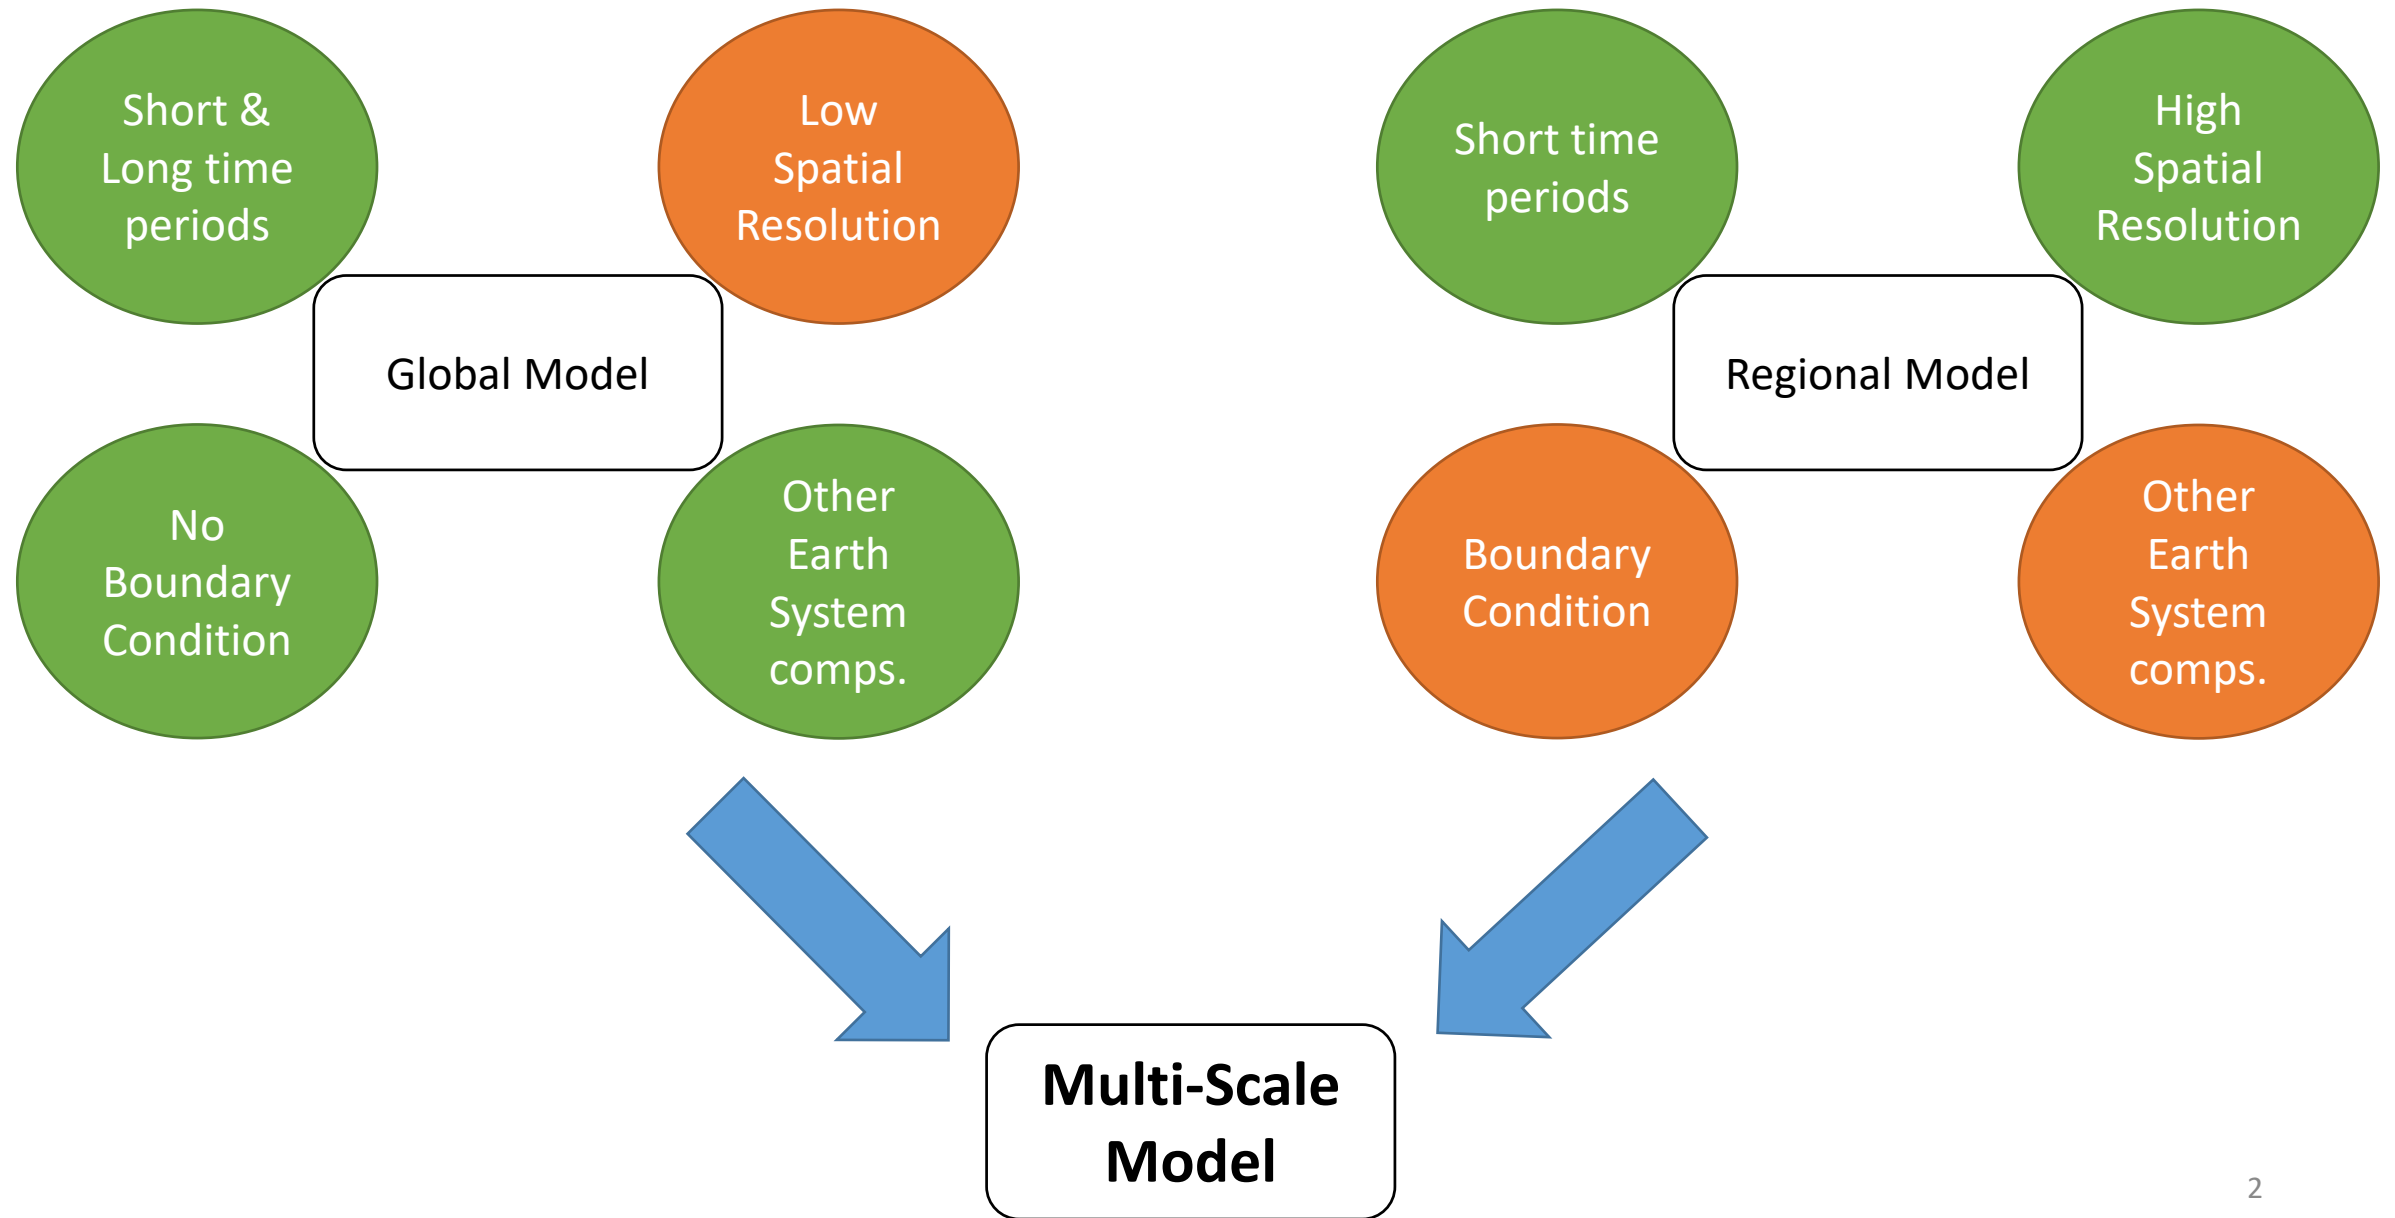 Short &
Long time
periods
Low
Spatial
Resolution
Global Model
No
Boundary
Condition
Other
Earth
System
comps.
Short time
periods
High
Spatial
Resolution
Regional Model
Boundary
Condition
Other
Earth
System
comps.
Multi-Scale
Model
2